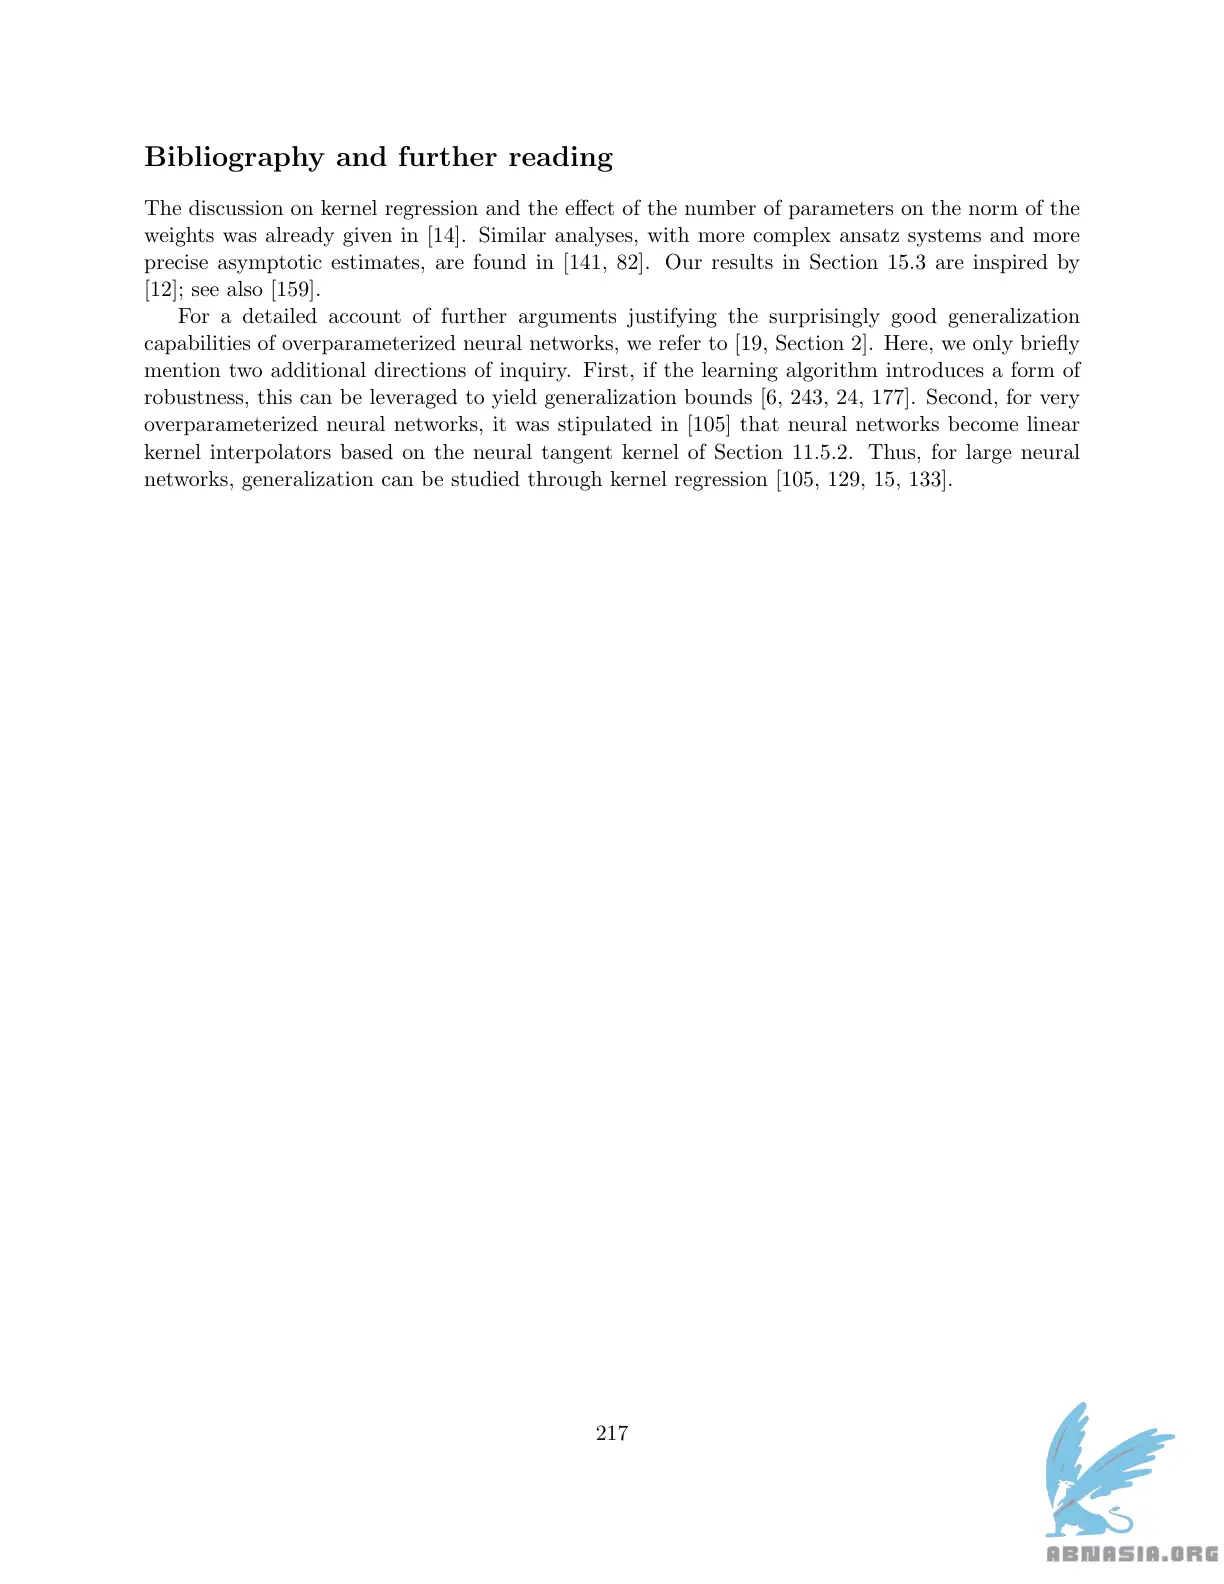 Bibliography and further reading
The discussion on kernel regression and the effect of the number of parameters on the norm of the
weights was already given in [14]. Similar analyses, with more complex ansatz systems and more
precise asymptotic estimates, are found in [141, 82]. Our results in Section 15.3 are inspired by
[12]; see also [159].
For a detailed account of further arguments justifying the surprisingly good generalization
capabilities of overparameterized neural networks, we refer to [19, Section 2]. Here, we only briefly
mention two additional directions of inquiry. First, if the learning algorithm introduces a form of
robustness, this can be leveraged to yield generalization bounds [6, 243, 24, 177]. Second, for very
overparameterized neural networks, it was stipulated in [105] that neural networks become linear
kernel interpolators based on the neural tangent kernel of Section 11.5.2. Thus, for large neural
networks, generalization can be studied through kernel regression [105, 129, 15, 133].
217
ABNASIA.ORG